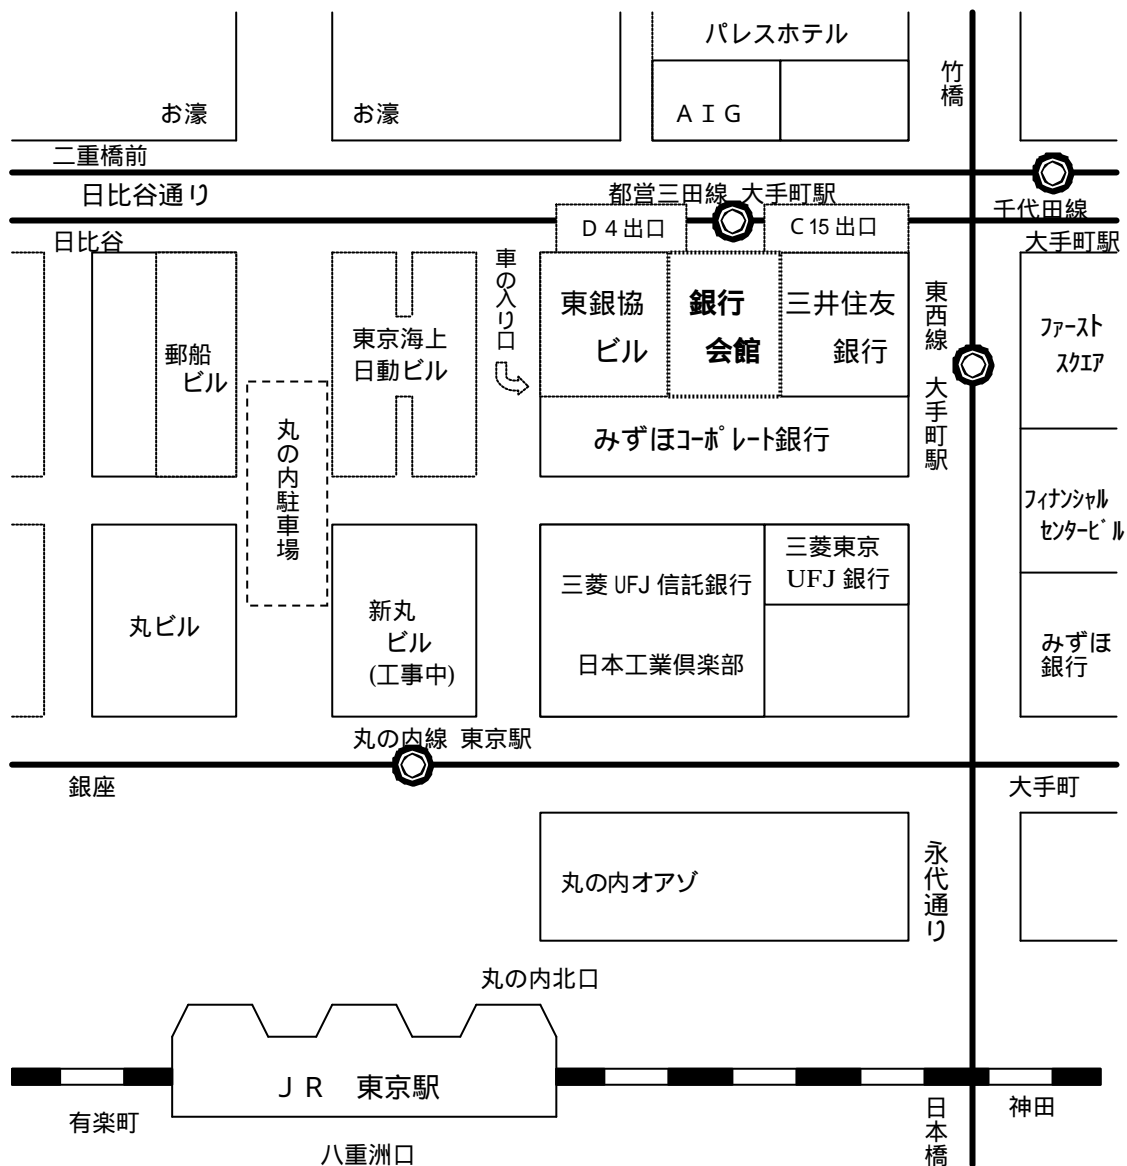 パレスホテル
竹橋
お濠
お濠
ＡＩＧ
二重橋前
日比谷通り
都営三田線 大手町駅
千代田線
大手町駅
日比谷
Ｄ４出口
Ｃ15出口
車の入り口
東銀協
ビル
銀行
会館
三井住友
銀行
東西線 大手町駅
ﾌｧｰｽﾄ
ｽｸｴｱ
郵船
ビル
東京海上
日動ビル
丸の内駐車場
みずほｺｰﾎﾟﾚｰﾄ銀行
ﾌｨﾅﾝｼｬﾙ
ｾﾝﾀｰﾋﾞﾙ
三菱 UFJ 信託銀行
三菱東京
UFJ 銀行
丸ビル
新丸
ビル
(工事中)
日本工業倶楽部
みずほ
銀行
丸の内線 東京駅
銀座
大手町
丸の内オアゾ
永代通り
丸の内北口
ＪＲ　東京駅
有楽町
神田
日本橋
八重洲口